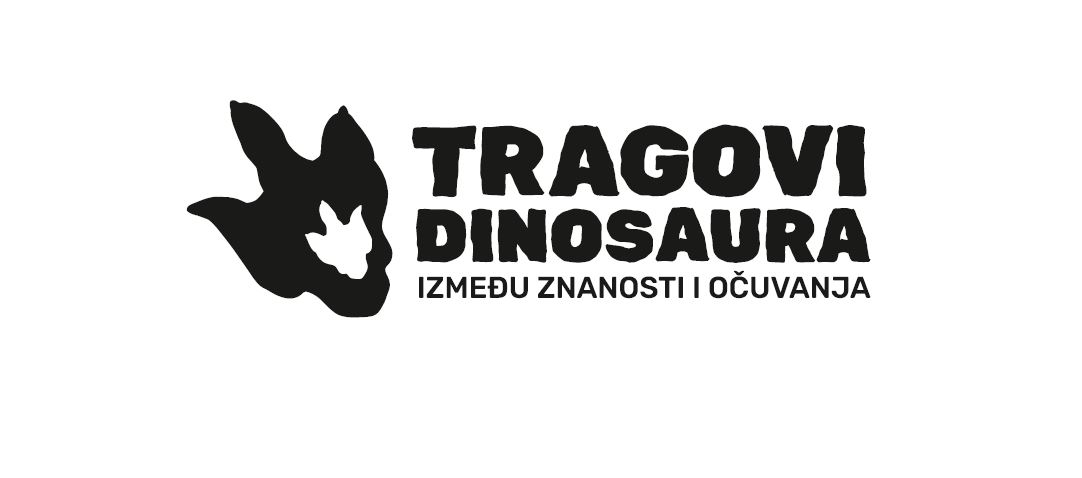 TRAGOVI
DINOSAURA
IZMEĐU ZNANOSTI I OČUVANJA